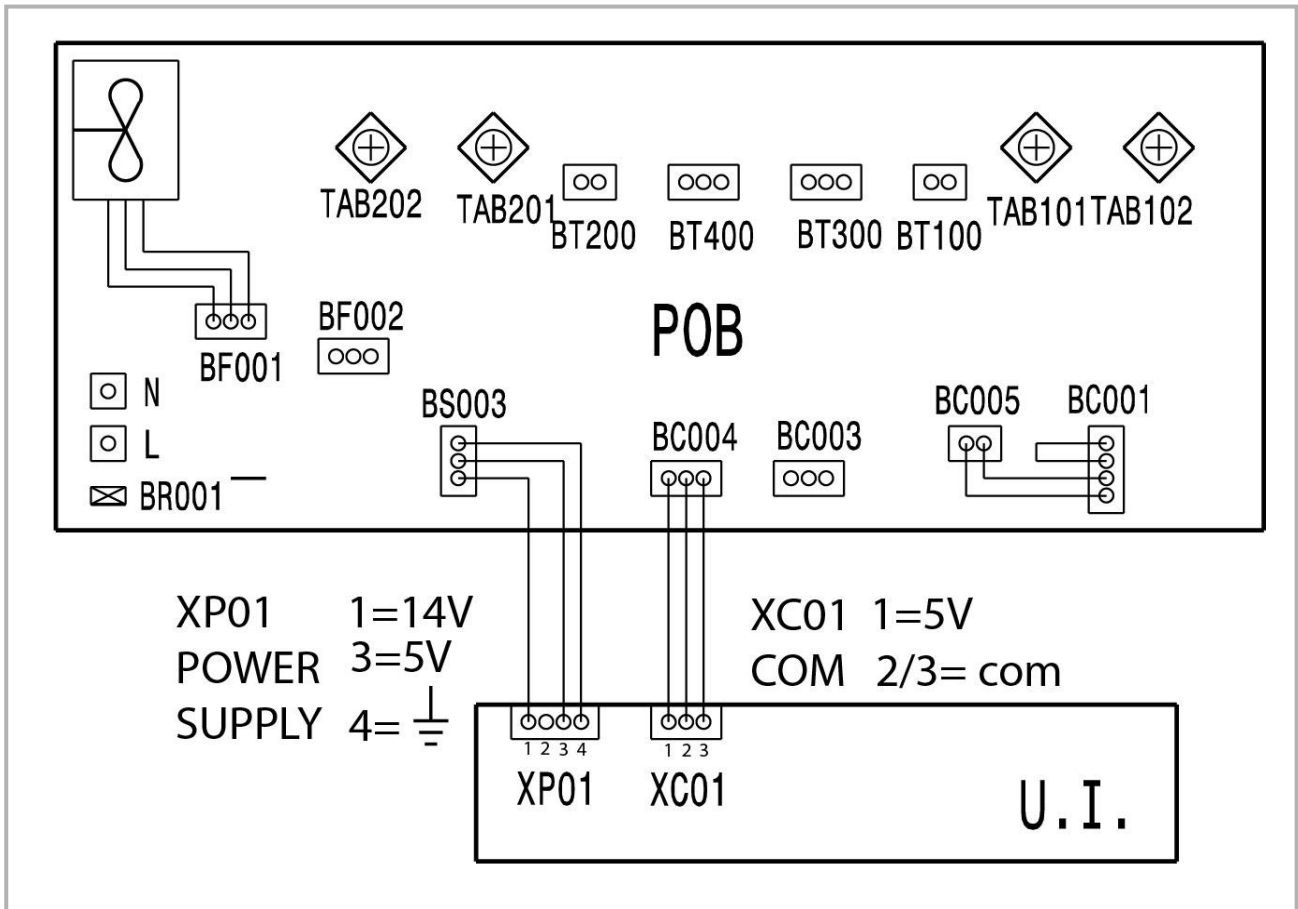 TAB202
TAB201
BT200
BT400
BT300
BT100
TAB101
TAB102
BF001
BF002
POB
N
L
BR001
BS003
BC004
BC003
BC005
BC001
XP01 1=14V
POWER 3=5V
SUPPLY 4=
XC01 1=5V
COM 2/3= com
1 2 3 4
XP01
1 2 3
XC01
U.I.